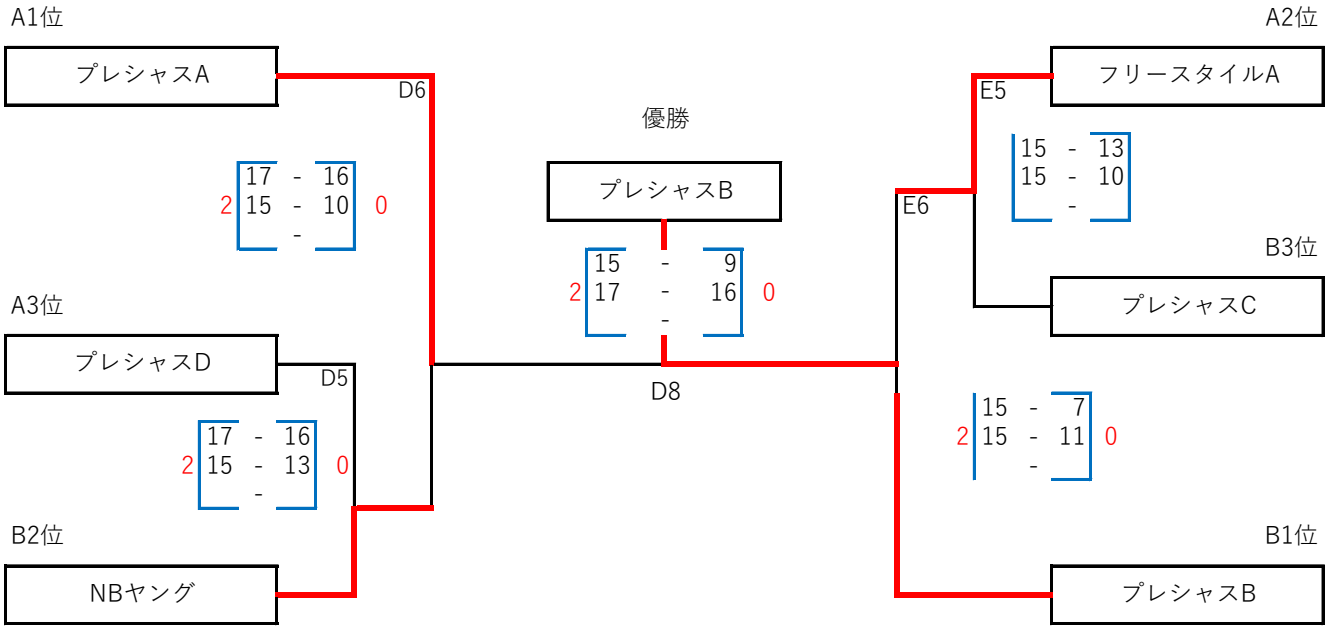 A1位
A2位
プレシャスA
フリースタイルA
D6
E5
優勝
15 - 13
15 - 10
-
17 - 16
2 15 - 10 0
-
プレシャスB
E6
B3位
15 - 9
2 17 - 16 0
-
プレシャスC
A3位
プレシャスD
D5
D8
15 - 7
2 15 - 11 0
-
17 - 16
2 15 - 13 0
-
B2位
B1位
NBヤング
プレシャスB